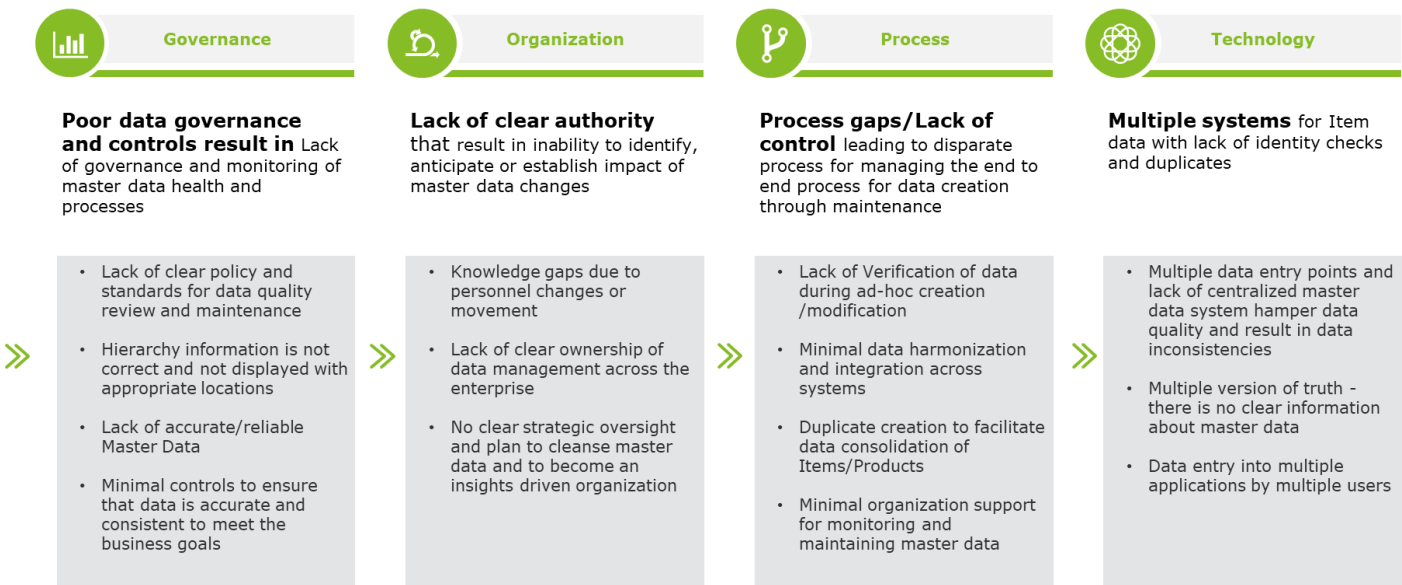 Governance
Poor data governance
and controls result in Lack
of governance and monitoring of
master data health and
processes
• Lack of clear policy and
standards for data quality
review and maintenance
• Hierarchy information is not
correct and not displayed with
appropriate locations
• Lack of accurate/reliable
Master Data
• Minimal controls to ensure
that data is accurate and
consistent to meet the
business goals
Organization
Lack of clear authority
that result in inability to identify,
anticipate or establish impact of
master data changes
• Knowledge gaps due to
personnel changes or
movement
• Lack of clear ownership of
data management across the
enterprise
• No clear strategic oversight
and plan to cleanse master
data and to become an
insights driven organization
Process
Process gaps/Lack of
control leading to disparate
process for managing the end to
end process for data creation
through maintenance
• Lack of Verification of data
during ad-hoc creation
/modification
• Minimal data harmonization
and integration across
systems
• Duplicate creation to facilitate
data consolidation of
Items/Products
• Minimal organization support
for monitoring and
maintaining master data
Technology
Multiple systems for Item
data with lack of identity checks
and duplicates
• Multiple data entry points and
lack of centralized master
data system hamper data
quality and result in data
inconsistencies
• Multiple version of truth -
there is no clear information
about master data
• Data entry into multiple
applications by multiple users